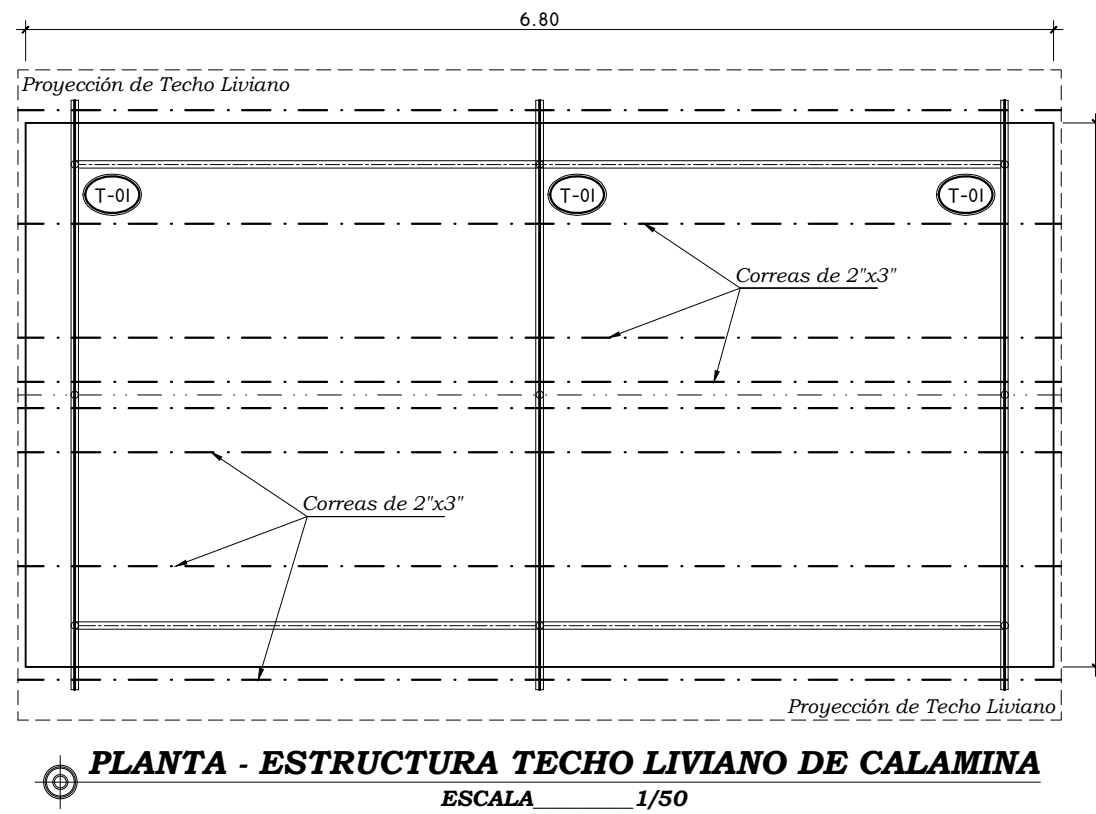 6.80
Proyección de Techo Liviano
T-01
T-01
T-01
Correas de 2"x3"
Correas de 2"x3"
Proyección de Techo Liviano
PLANTA - ESTRUCTURA TECHO LIVIANO DE CALAMINA
ESCALA________1/50